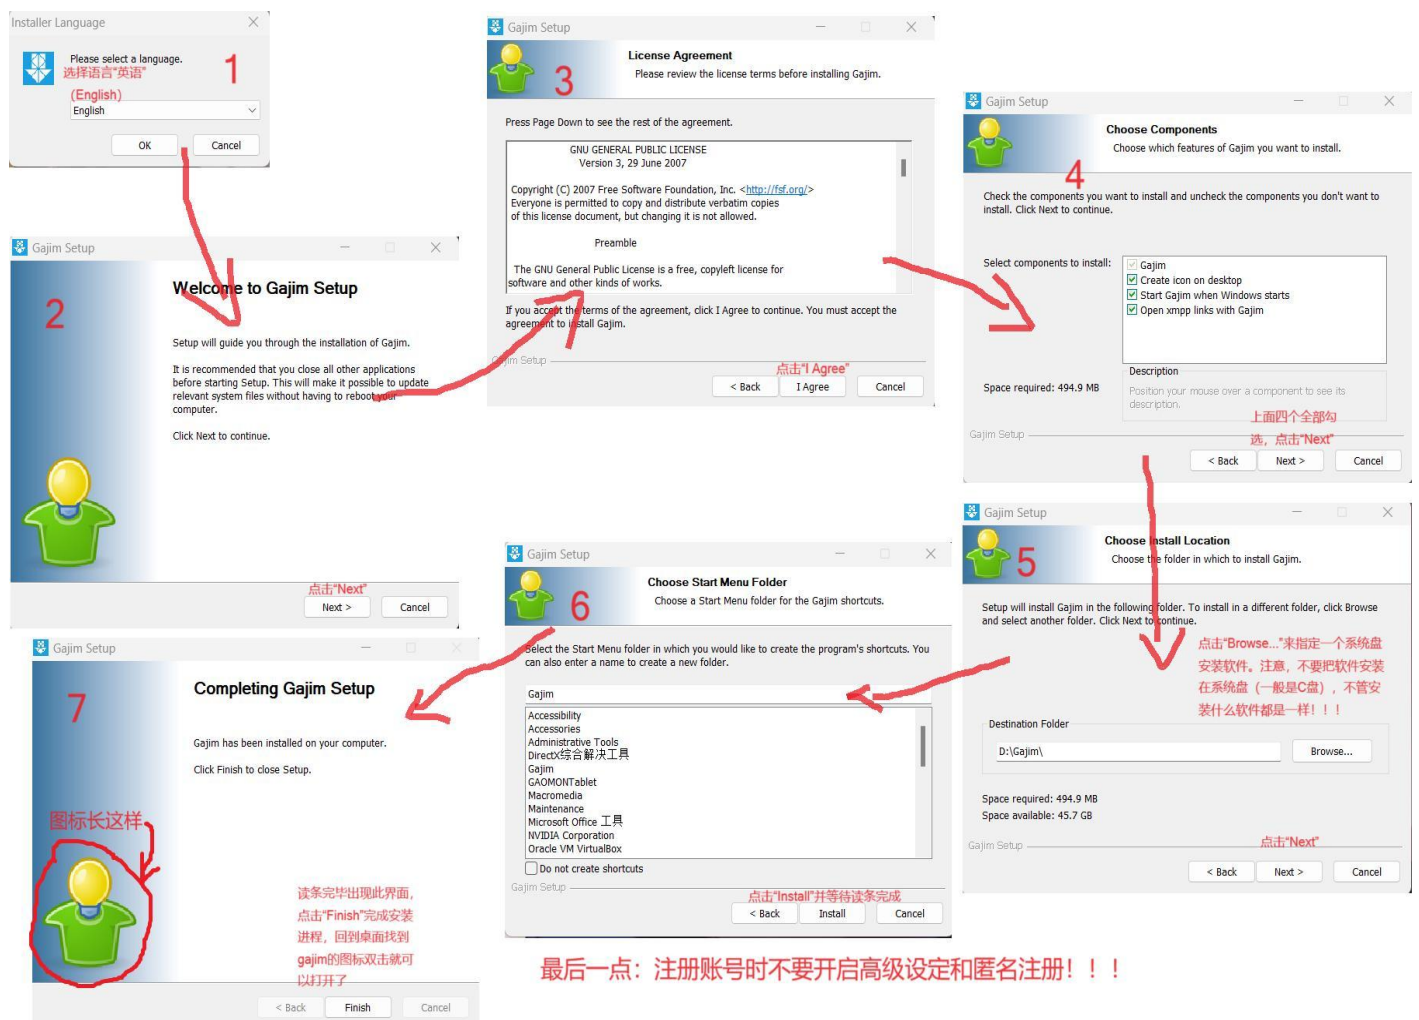 Installer Language
Please select a language.
选择语言“英语”
(English)
1
English
OK
Cancel
Gajim Setup
2
Welcome to Gajim Setup
Setup will guide you through the installation of Gajim.
It is recommended that you close all other applications
before starting Setup. This will make it possible to update
relevant system files without having to reboot your
computer.
Click Next to continue.
点击“Next”
Next >
Cancel
Gajim Setup
3
License Agreement
Please review the license terms before installing Gajim.
Press Page Down to see the rest of the agreement.
GNU GENERAL PUBLIC LICENSE
Version 3, 29 June 2007
Copyright (C) 2007 Free Software Foundation, Inc. <http://fsf.org/>
Everyone is permitted to copy and distribute verbatim copies
of this license document, but changing it is not allowed.
Preamble
The GNU General Public License is a free, copyleft license for
software and other kinds of works.
If you accept the terms of the agreement, click I Agree to continue. You must accept the
agreement to install Gajim.
Gajim Setup
点击“I Agree”
< Back
I Agree
Cancel
Gajim Setup
4
Choose Components
Choose which features of Gajim you want to install.
Check the components you want to install and uncheck the components you don't want to
install. Click Next to continue.
Select components to install:
Gajim
Create icon on desktop
Start Gajim when Windows starts
Open xmpp links with Gajim
Space required: 494.9 MB
Description
Position your mouse over a component to see its
description.
上面四个全部勾
选，点击“Next”
Gajim Setup
< Back
Next >
Cancel
Gajim Setup
5
Choose Install Location
Choose the folder in which to install Gajim.
Setup will install Gajim in the following folder. To install in a different folder, click Browse
and select another folder. Click Next to continue.
点击“Browse...”来指定一个系统盘
安装软件。注意，不要把软件安装
在系统盘（一般是C盘），不管安
装什么软件都是一样！！！
Destination Folder
D:\Gajim\
Browse...
Space required: 494.9 MB
Space available: 45.7 GB
Gajim Setup
点击“Next”
< Back
Next >
Cancel
Gajim Setup
6
Choose Start Menu Folder
Choose a Start Menu folder for the Gajim shortcuts.
Select the Start Menu folder in which you would like to create the program's shortcuts. You
can also enter a name to create a new folder.
Gajim
Accessibility
Accessories
Administrative Tools
DirectX综合解决工具
Gajim
GAOMONTablet
Macromedia
Maintenance
Microsoft Office 工具
NVIDIA Corporation
Oracle VM VirtualBox
Do not create shortcuts
Gajim Setup
点击“Install”并等待读条完成
< Back
Install
Cancel
Gajim Setup
7
Completing Gajim Setup
Gajim has been installed on your computer.
Click Finish to close Setup.
图标长这样
读条完毕出现此界面，
点击“Finish”完成安装
进程，回到桌面找到
gajim的图标双击就可
以打开了
< Back
Finish
Cancel
最后一点：注册账号时不要开启高级设定和匿名注册！！！